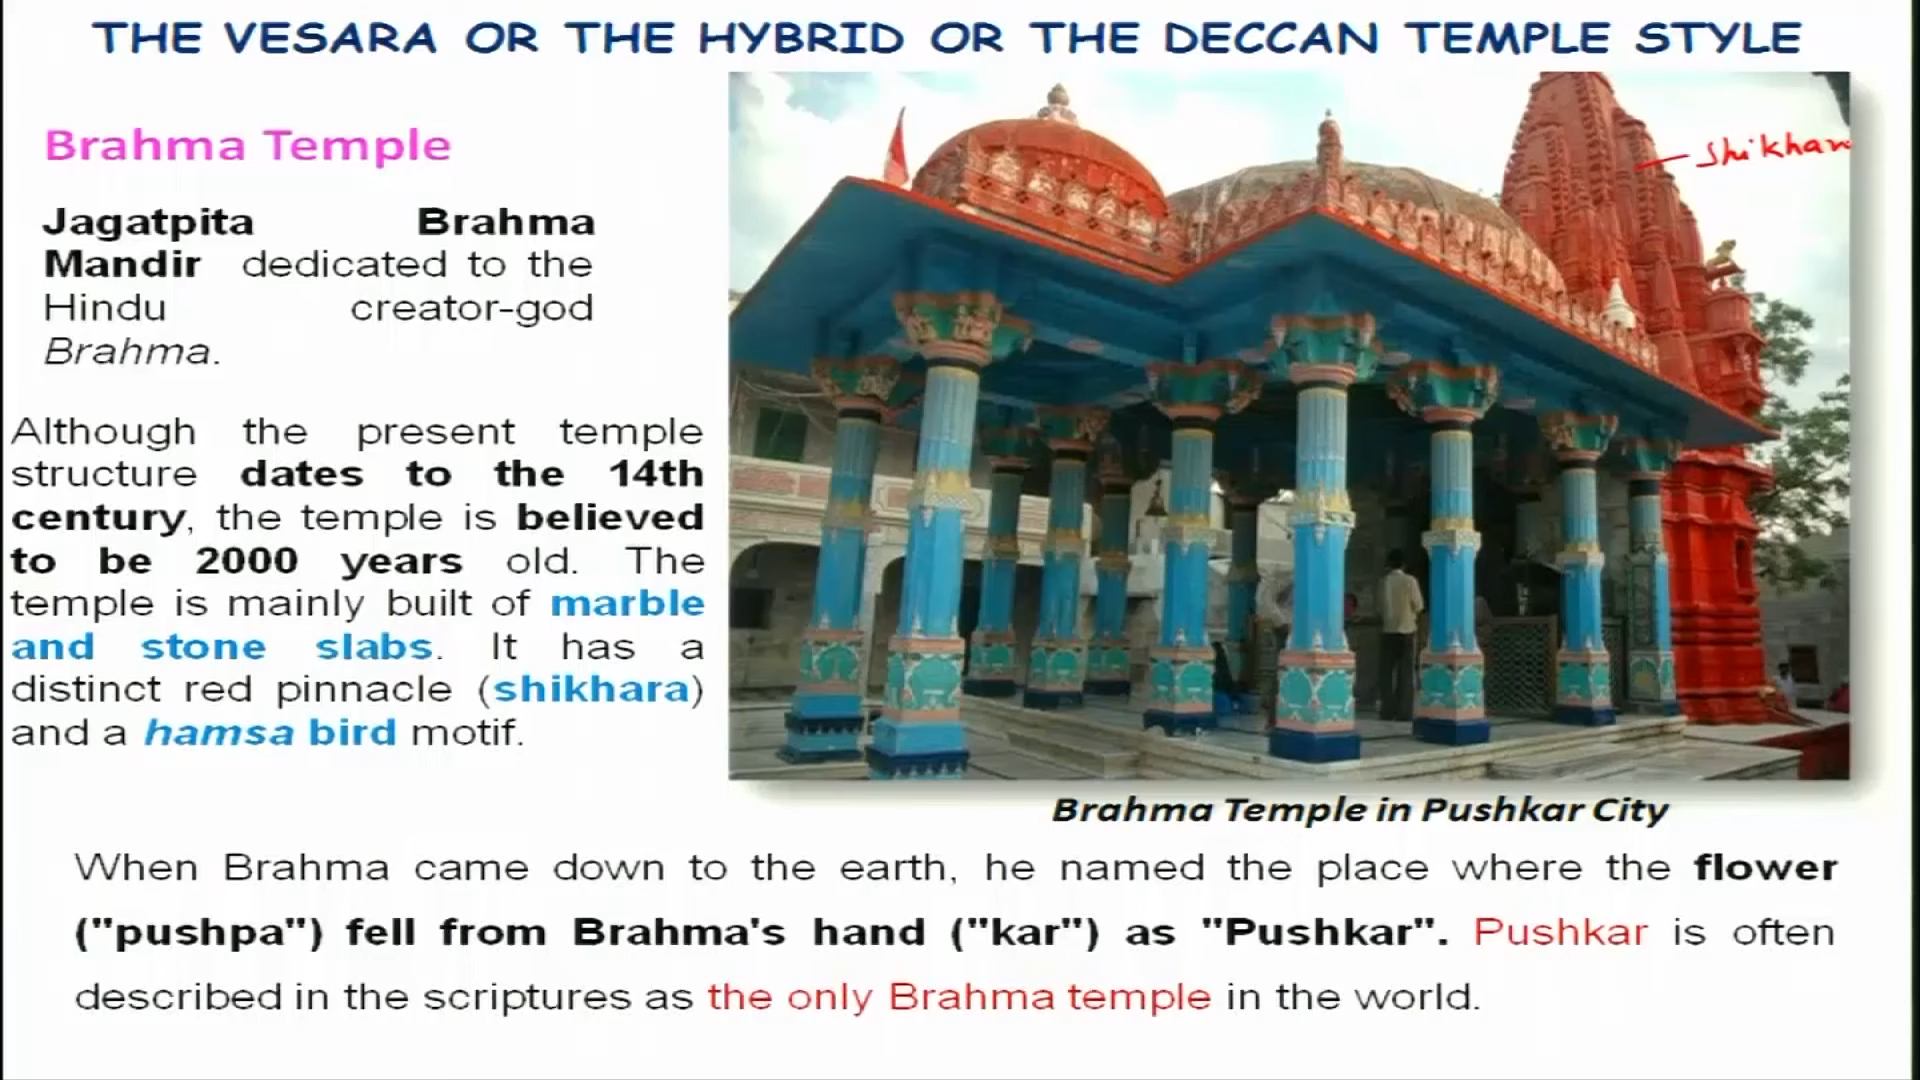 THE VESARA OR THE HYBRID OR THE DECCAN TEMPLE STYLE
Brahma Temple
Jagatpita Brahma
Mandir dedicated to the
Hindu creator-god
Brahma.
Although the present temple
structure dates to the 14th
century, the temple is believed
to be 2000 years old. The
temple is mainly built of marble
and stone slabs. It has a
distinct red pinnacle (shikhara)
and a hamsa bird motif.
Shikhar
Brahma Temple in Pushkar City
When Brahma came down to the earth, he named the place where the flower
("pushpa") fell from Brahma's hand ("kar") as "Pushkar". Pushkar is often
described in the scriptures as the only Brahma temple in the world.